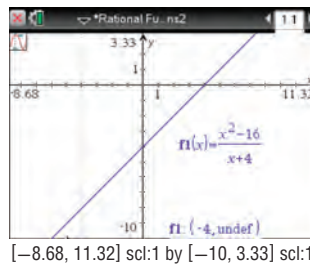 *Rational Fu...ns2
1.1
3.33
y
1
-8.68
1
11.32
f1(x)=x²−16/x+4
-10
f1: (-4,undef)
[−8.68, 11.32] scl:1 by [−10, 3.33] scl:1